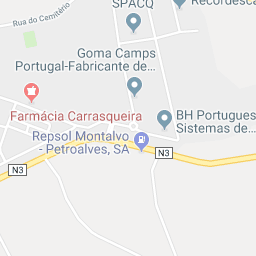 Recordesca
SPACQ
Rua do Cemitério
Goma Camps
Portugal-Fabricante de...
Farmácia Carrasqueira
BH Portugues
Sistemas de...
Repsol Montalvo
- Petroalves, SA
N3
N3